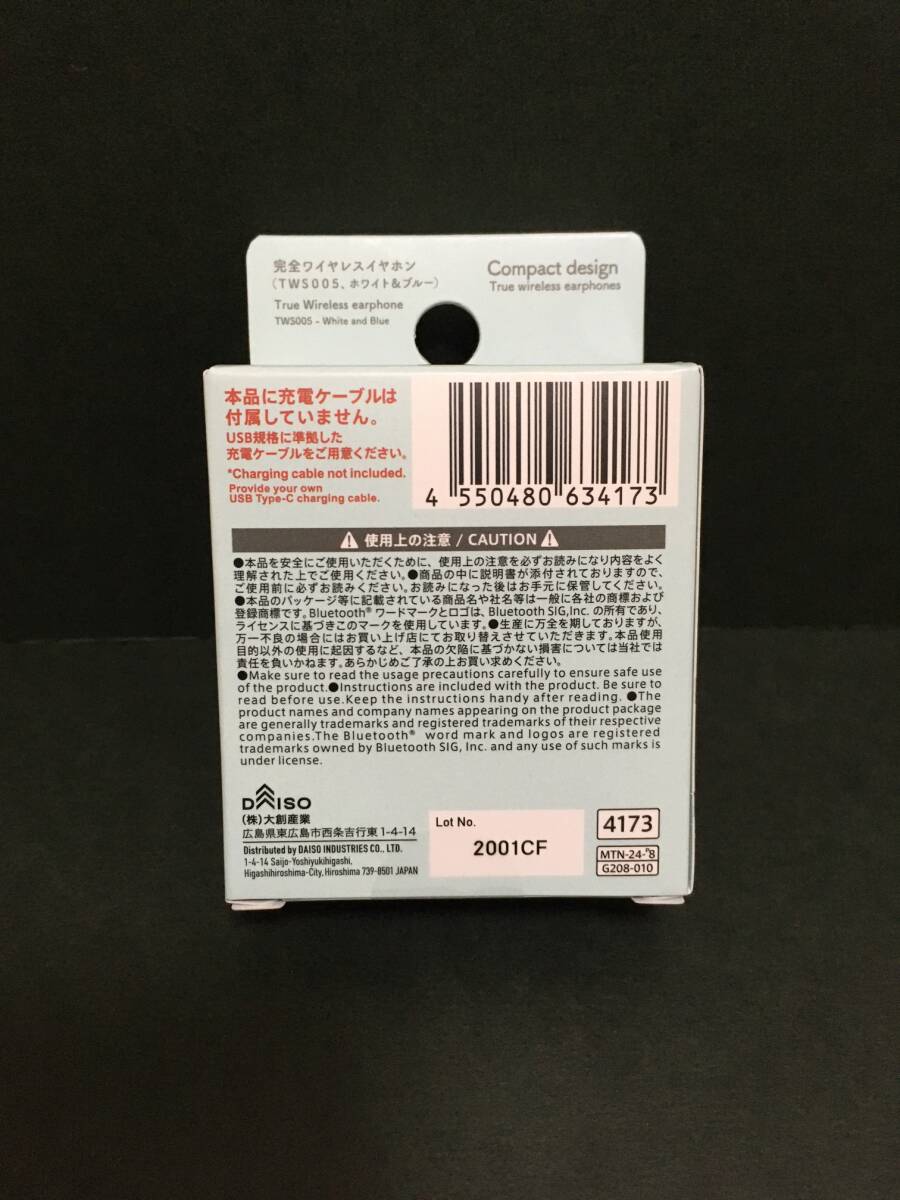 完全ワイヤレスイヤホン
（TWS005、ホワイト&ブルー）
True Wireless earphone
TWS005 - White and Blue
Compact design
True wireless earphones
本品に充電ケーブルは
付属していません。
USB規格に準拠した
充電ケーブルをご用意ください。
*Charging cable not included.
Provide your own
USB Type-C charging cable.
4 550480 634173
使用上の注意 / CAUTION
●本品を安全にご使用いただくために、使用上の注意を必ずお読みになり内容をよく
理解された上でご使用ください。●商品の中に説明書が添付されておりますので、
ご使用前に必ずお読みください。お読みになった後はお手元に保管してください。
●本品のパッケージ等に記載されている商品名や社名等は一般に各社の商標および
登録商標です。Bluetooth® ワードマークとロゴは、Bluetooth SIG,Inc. の所有であり、
ライセンスに基づきこのマークを使用しています。●生産に万全を期しておりますが、
万一不良の場合にはお買い上げ店にてお取り替えさせていただきます。本品使用
目的以外の使用に起因するなど、本品の欠陥に基づかない損害については当社では
責任を負いかねます。あらかじめご了承の上お買い求めください。
●Make sure to read the usage precautions carefully to ensure safe use
of the product.●Instructions are included with the product. Be sure to
read before use.Keep the instructions handy after reading. ●The
product names and company names appearing on the product package
are generally trademarks and registered trademarks of their respective
companies.The Bluetooth® word mark and logos are registered
trademarks owned by Bluetooth SIG, Inc. and any use of such marks is
under license.
DAISO
(株)大創産業
広島県東広島市西条吉行東 1-4-14
Distributed by DAISO INDUSTRIES CO., LTD.
1-4-14 Saijo-Yoshiyukihigashi,
Higashihiroshima-City, Hiroshima 739-8501 JAPAN
Lot No.
2001CF
4173
MTN-24-P8
G208-010